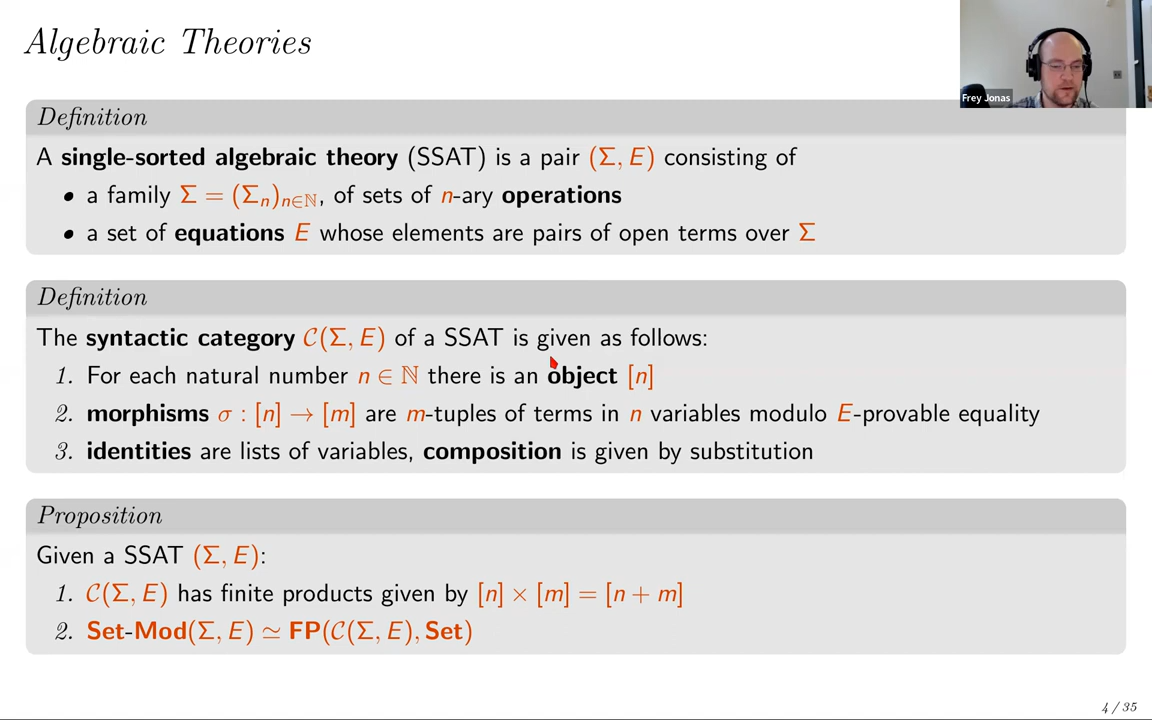 Algebraic Theories
Frey Jonas
Definition
A single-sorted algebraic theory (SSAT) is a pair (Σ, E) consisting of
• a family Σ = (Σₙ)ₙ∈ℕ, of sets of n-ary operations
• a set of equations E whose elements are pairs of open terms over Σ
Definition
The syntactic category 𝒞(Σ, E) of a SSAT is given as follows:
1. For each natural number n ∈ ℕ there is an object [n]
2. morphisms σ : [n] → [m] are m-tuples of terms in n variables modulo E-provable equality
3. identities are lists of variables, composition is given by substitution
Proposition
Given a SSAT (Σ, E):
1. 𝒞(Σ, E) has finite products given by [n] × [m] = [n + m]
2. Set-Mod(Σ, E) ≃ FP(𝒞(Σ, E), Set)
4 / 35